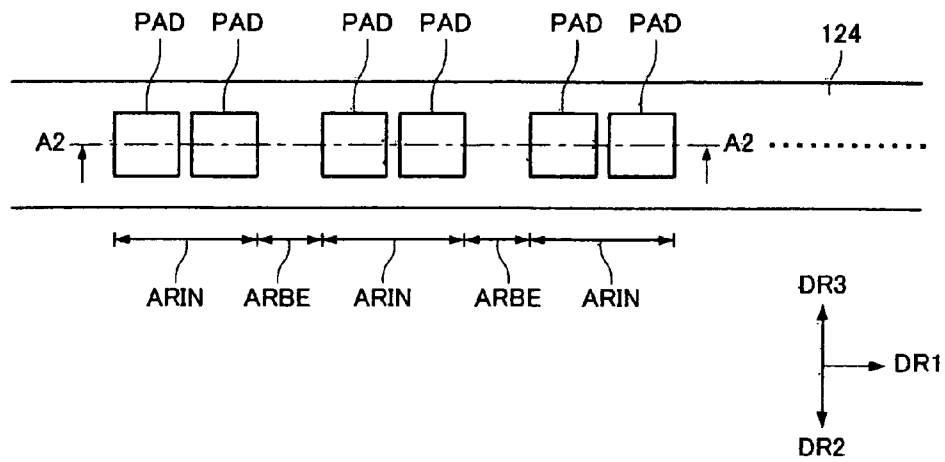 PAD PAD PAD PAD PAD PAD
124
A2 A2
ARIN ARBE ARIN ARBE ARIN
DR3
DR1
DR2